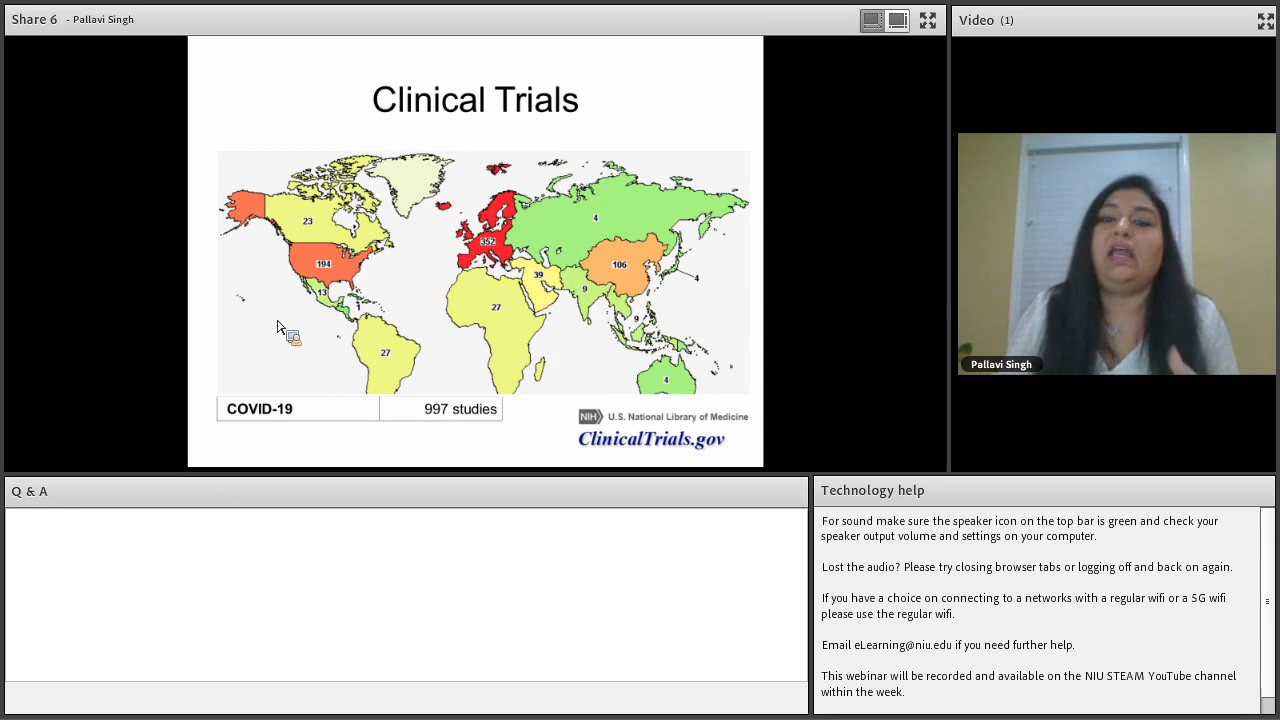 Share 6 - Pallavi Singh
Video (1)
Clinical Trials
23
194
13
27
352
27
39
4
106
9
9
4
4
COVID-19 997 studies
NIH U.S. National Library of Medicine
ClinicalTrials.gov
Pallavi Singh
Q & A
Technology help
For sound make sure the speaker icon on the top bar is green and check your
speaker output volume and settings on your computer.
Lost the audio? Please try closing browser tabs or logging off and back on again.
If you have a choice on connecting to a networks with a regular wifi or a 5G wifi
please use the regular wifi.
Email eLearning@niu.edu if you need further help.
This webinar will be recorded and available on the NIU STEAM YouTube channel
within the week.